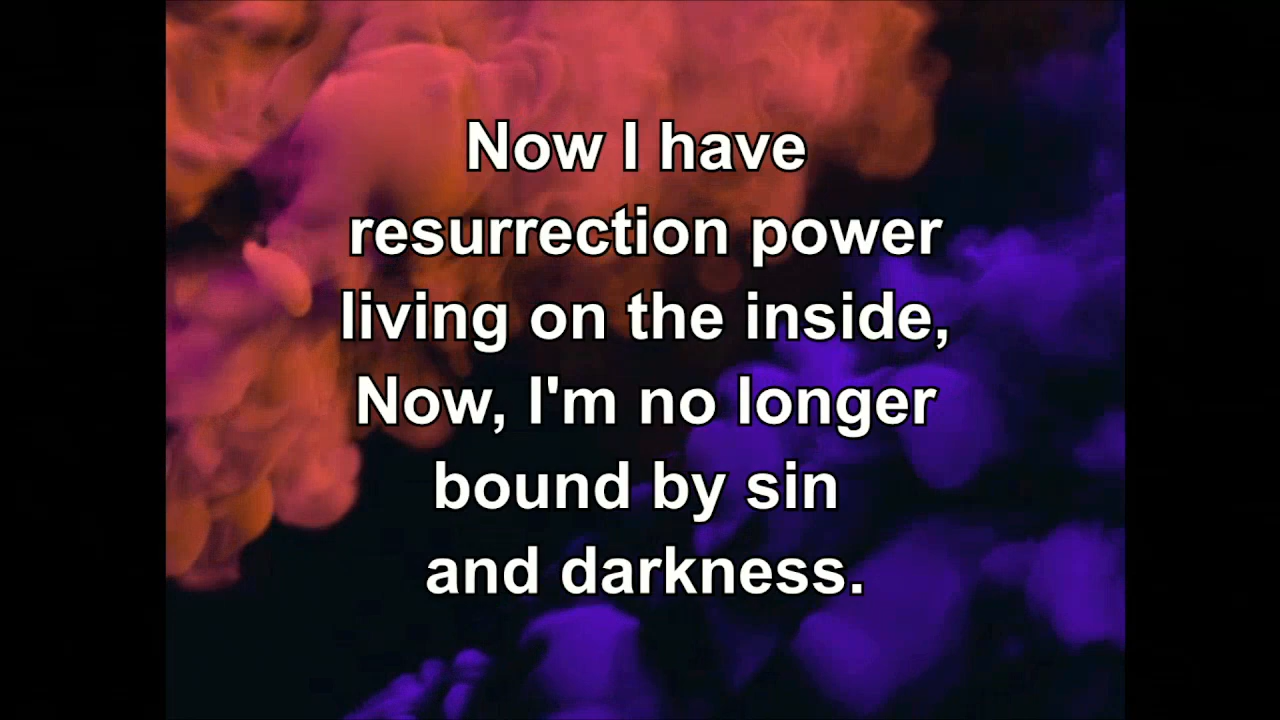 Now I have
resurrection power
living on the inside,
Now, I'm no longer
bound by sin
and darkness.